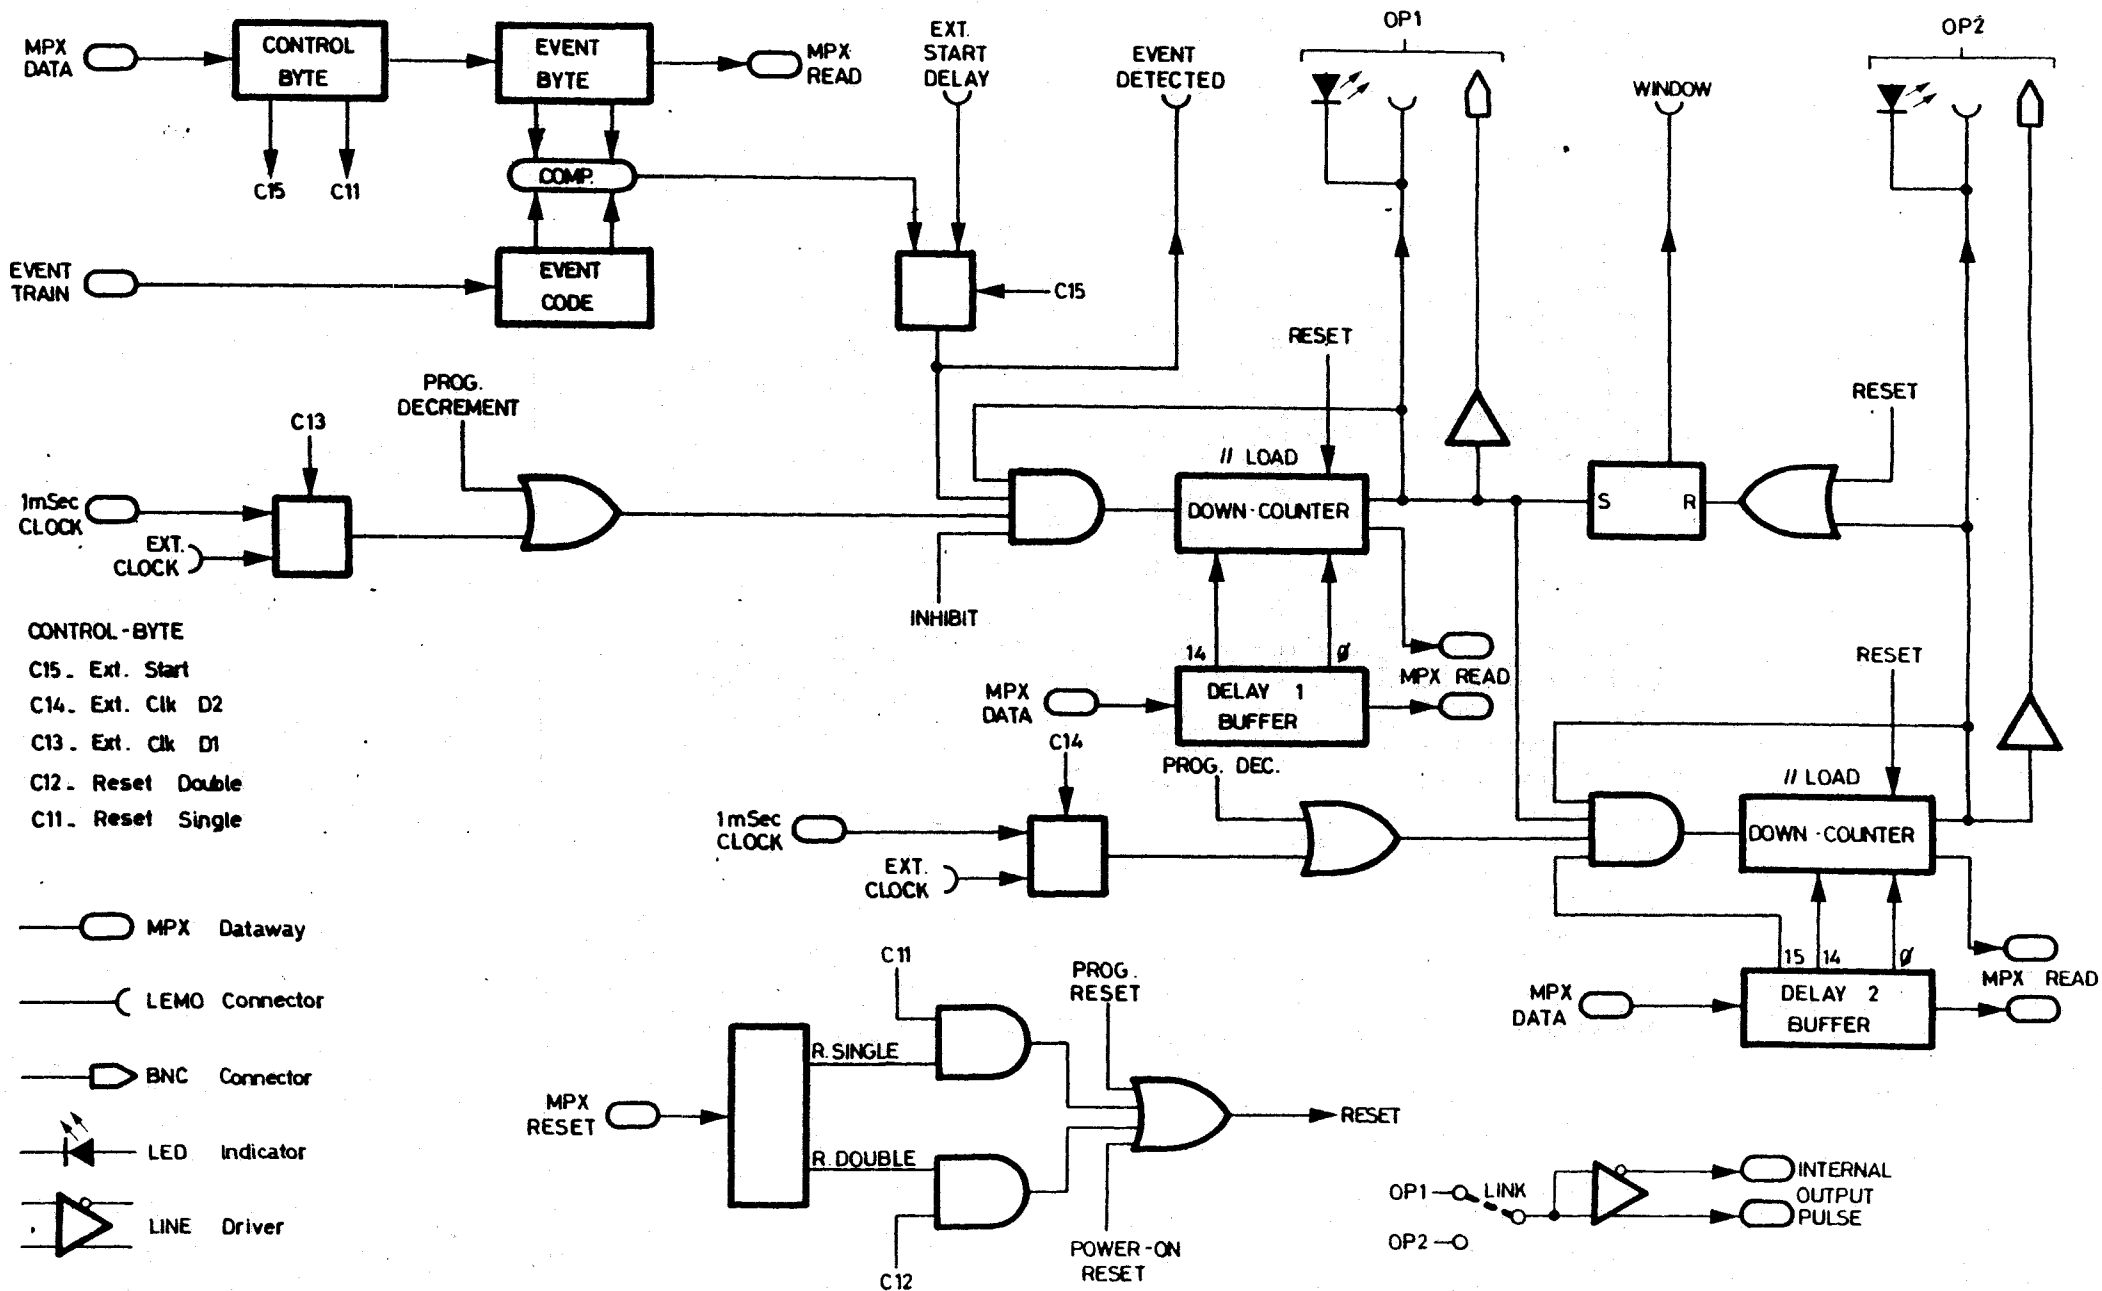 OP1
OP2
MPX
DATA
CONTROL
BYTE
EVENT
BYTE
MPX
READ
EXT.
START
DELAY
EVENT
DETECTED
WINDOW
C15
C11
COMP.
EVENT
TRAIN
EVENT
CODE
C15
RESET
PROG.
DECREMENT
RESET
C13
// LOAD
1mSec
CLOCK
DOWN-COUNTER
S
R
EXT.
CLOCK
INHIBIT
CONTROL-BYTE
C15_ Ext. Start
C14_ Ext. Clk D2
C13_ Ext. Clk D1
C12_ Reset Double
C11_ Reset Single
14
Ø
MPX READ
MPX
DATA
DELAY 1
BUFFER
RESET
C14
PROG. DEC.
// LOAD
1mSec
CLOCK
DOWN-COUNTER
EXT.
CLOCK
15
14
Ø
MPX READ
MPX
DATA
DELAY 2
BUFFER
MPX Dataway
LEMO Connector
BNC Connector
LED Indicator
LINE Driver
C11
PROG.
RESET
R.SINGLE
MPX
RESET
RESET
R.DOUBLE
C12
POWER-ON
RESET
OP1
LINK
OP2
INTERNAL
OUTPUT
PULSE